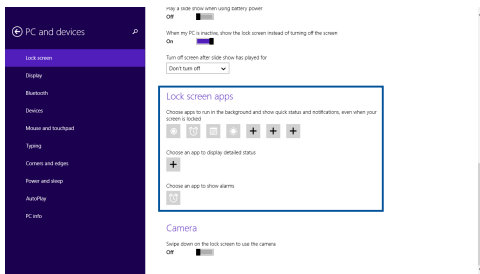 PC and devices
Lock screen
Display
Bluetooth
Devices
Mouse and touchpad
Typing
Corners and edges
Power and sleep
AutoPlay
PC info
Play a slide show when using battery power
Off
When my PC is inactive, show the lock screen instead of turning off the screen
On
Turn off screen after slide show has played for
Don't turn off
Lock screen apps
Choose apps to run in the background and show quick status and notifications, even when your
screen is locked
Choose an app to display detailed status
Choose an app to show alarms
Camera
Swipe down on the lock screen to use the camera
Off